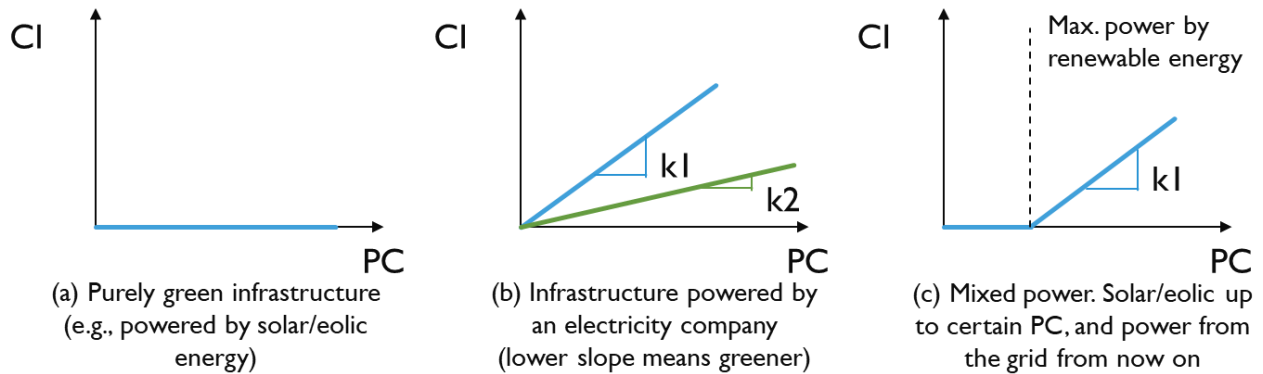 CI
PC
(a) Purely green infrastructure
(e.g., powered by solar/eolic
energy)
CI
k1
k2
PC
(b) Infrastructure powered by
an electricity company
(lower slope means greener)
CI
Max. power by
renewable energy
k1
PC
(c) Mixed power. Solar/eolic up
to certain PC, and power from
the grid from now on